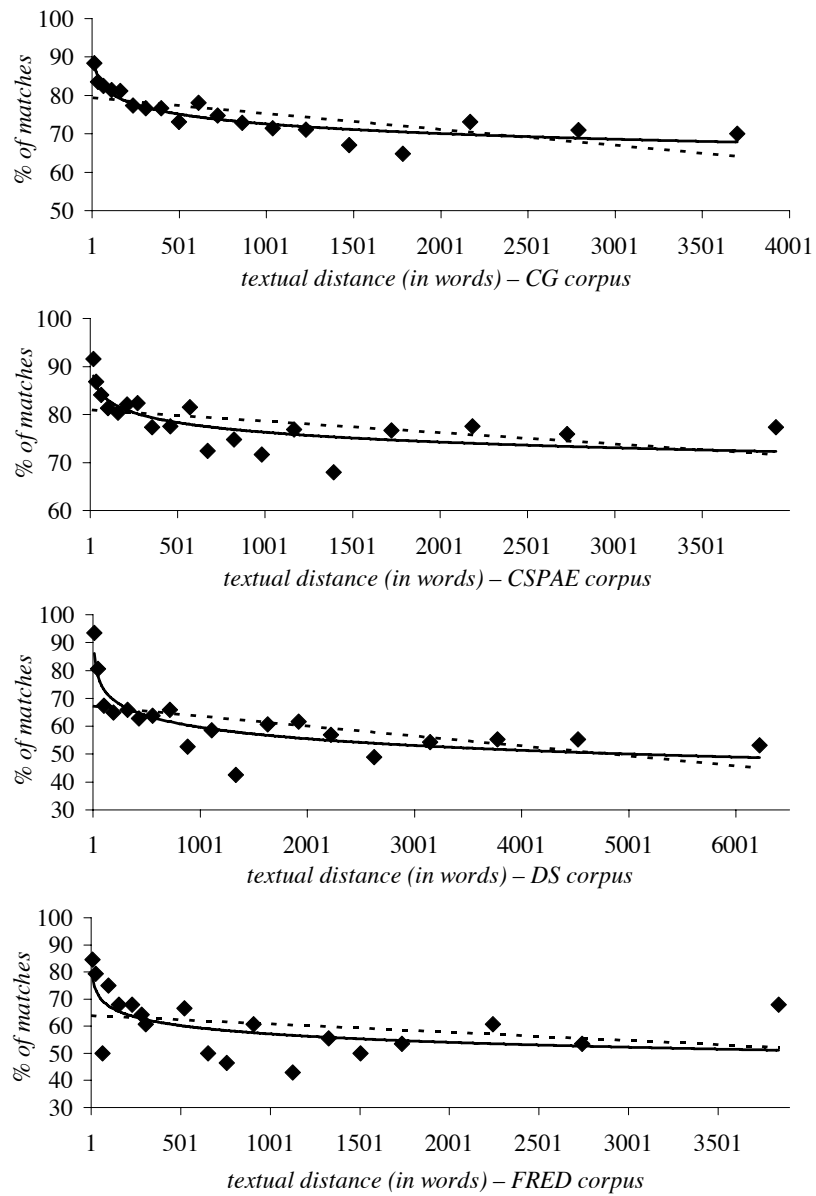 100
90
80
70
60
50
% of matches
1 501 1001 1501 2001 2501 3001 3501 4001
textual distance (in words) – CG corpus
100
90
80
70
60
% of matches
1 501 1001 1501 2001 2501 3001 3501
textual distance (in words) – CSPAE corpus
100
90
80
70
60
50
40
30
% of matches
1 1001 2001 3001 4001 5001 6001
textual distance (in words) – DS corpus
100
90
80
70
60
50
40
30
% of matches
1 501 1001 1501 2001 2501 3001 3501
textual distance (in words) – FRED corpus